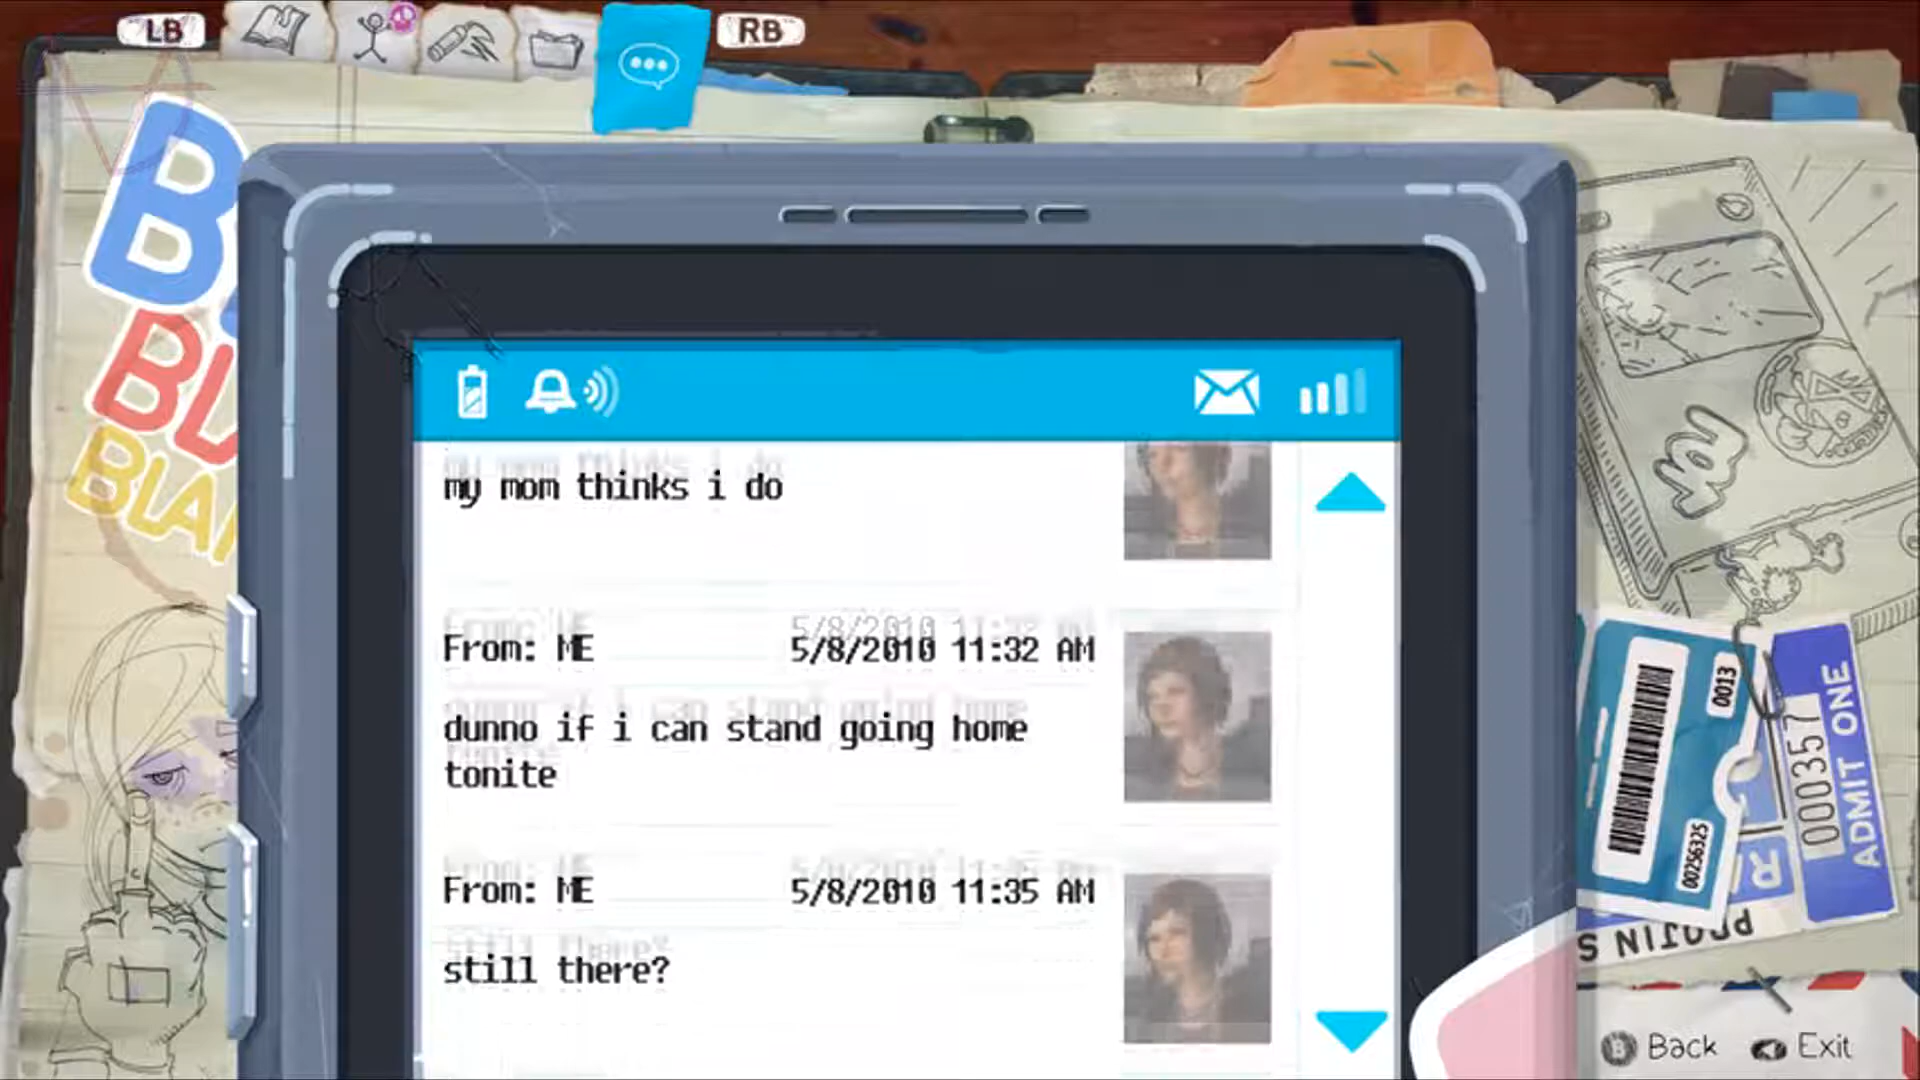 LB
RB
my mom thinks i do
From: ME 5/8/2010 11:32 AM
dunno if i can stand going home
tonite
From: ME 5/8/2010 11:35 AM
still there?
0013
00256325
000357
ADMIT ONE
B Back
Exit